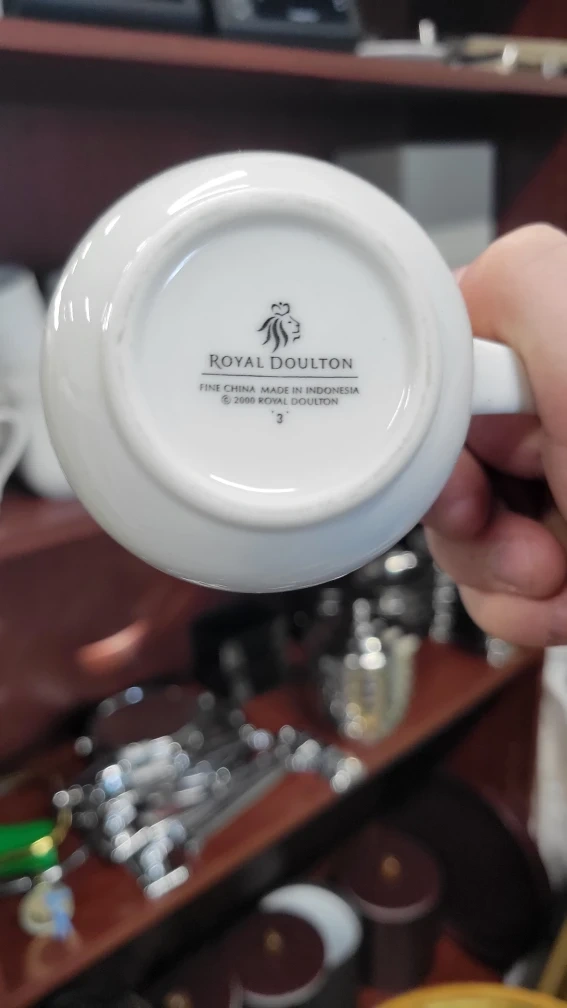 ROYAL DOULTON
FINE CHINA MADE IN INDONESIA
© 2000 ROYAL DOULTON
3